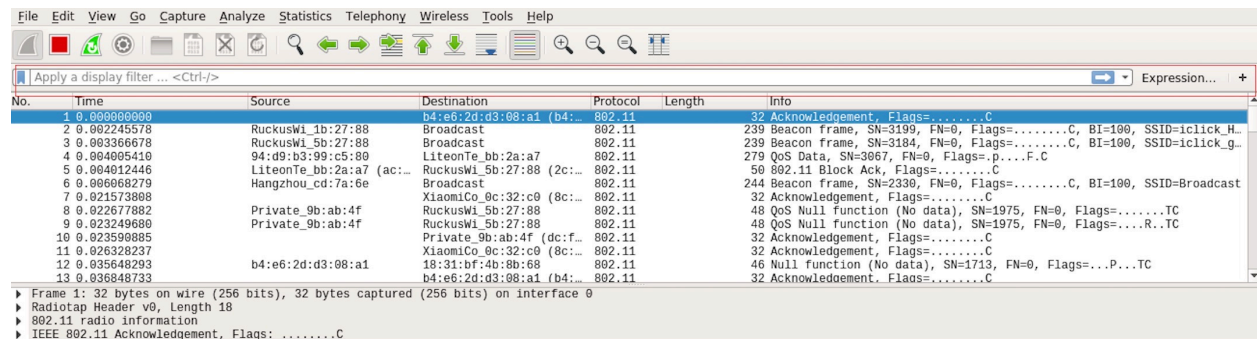 File Edit View Go Capture Analyze Statistics Telephony Wireless Tools Help
Apply a display filter ... <Ctrl-/> Expression... +
No. Time Source Destination Protocol Length Info
1 0.000000000 b4:e6:2d:d3:08:a1 (b4:… 802.11 32 Acknowledgement, Flags=........C
2 0.002245578 RuckusWi_1b:27:88 Broadcast 802.11 239 Beacon frame, SN=3199, FN=0, Flags=........C, BI=100, SSID=iclick_H…
3 0.003366678 RuckusWi_5b:27:88 Broadcast 802.11 239 Beacon frame, SN=3184, FN=0, Flags=........C, BI=100, SSID=iclick_g…
4 0.004005410 94:d9:b3:99:c5:80 LiteonTe_bb:2a:a7 802.11 279 QoS Data, SN=3067, FN=0, Flags=.p....F.C
5 0.004012446 LiteonTe_bb:2a:a7 (ac:… RuckusWi_5b:27:88 (2c:… 802.11 50 802.11 Block Ack, Flags=........C
6 0.006068279 Hangzhou_cd:7a:6e Broadcast 802.11 244 Beacon frame, SN=2330, FN=0, Flags=........C, BI=100, SSID=Broadcast
7 0.021573808 XiaomiCo_0c:32:c0 (8c:… 802.11 32 Acknowledgement, Flags=........C
8 0.022677882 Private_9b:ab:4f RuckusWi_5b:27:88 802.11 48 QoS Null function (No data), SN=1975, FN=0, Flags=.......TC
9 0.023249680 Private_9b:ab:4f RuckusWi_5b:27:88 802.11 48 QoS Null function (No data), SN=1975, FN=0, Flags=....R..TC
10 0.023590885 Private_9b:ab:4f (dc:f… 802.11 32 Acknowledgement, Flags=........C
11 0.026328237 XiaomiCo_0c:32:c0 (8c:… 802.11 32 Acknowledgement, Flags=........C
12 0.035648293 b4:e6:2d:d3:08:a1 18:31:bf:4b:8b:68 802.11 46 Null function (No data), SN=1713, FN=0, Flags=...P...TC
13 0.036848733 b4:e6:2d:d3:08:a1 (b4:… 802.11 32 Acknowledgement, Flags=........C
Frame 1: 32 bytes on wire (256 bits), 32 bytes captured (256 bits) on interface 0
Radiotap Header v0, Length 18
802.11 radio information
IEEE 802.11 Acknowledgement, Flags: ........C